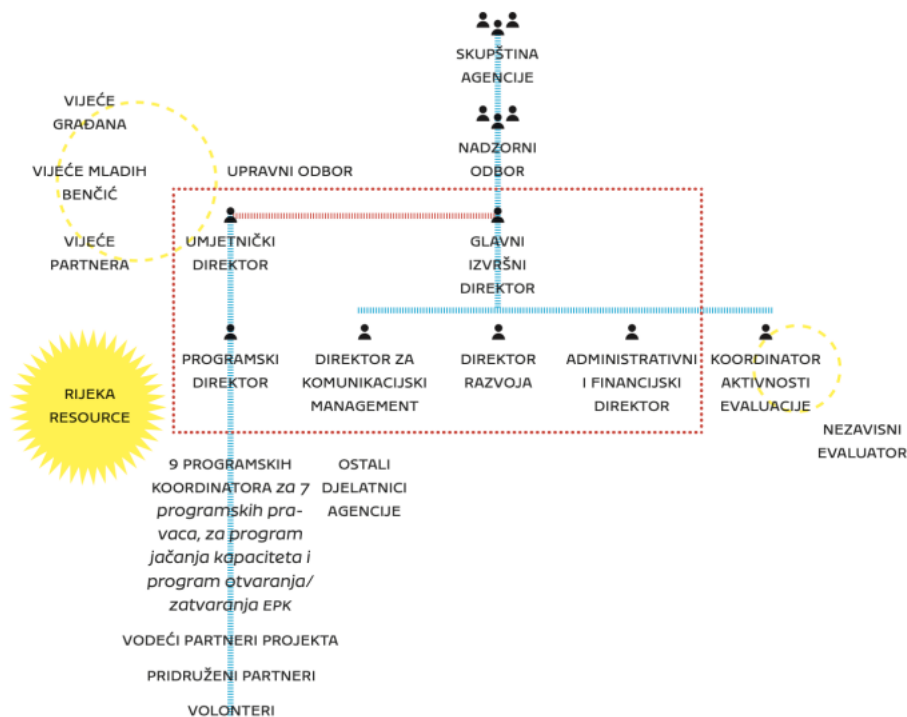 SKUPŠTINA
AGENCIJE
VIJEĆE
GRAĐANA
NADZORNI
ODBOR
VIJEĆE MLADIH
BENČIĆ
UPRAVNI ODBOR
VIJEĆE
PARTNERA
UMJETNIČKI
DIREKTOR
GLAVNI
IZVRŠNI
DIREKTOR
PROGRAMSKI
DIREKTOR
DIREKTOR ZA
KOMUNIKACIJSKI
MANAGEMENT
DIREKTOR
RAZVOJA
ADMINISTRATIVNI
I FINANCIJSKI
DIREKTOR
KOORDINATOR
AKTIVNOSTI
EVALUACIJE
RIJEKA
RESOURCE
NEZAVISNI
EVALUATOR
9 PROGRAMSKIH
KOORDINATORA za 7
programskih pra-
vaca, za program
jačanja kapaciteta i
program otvaranja/
zatvaranja EPK
OSTALI
DJELATNICI
AGENCIJE
VODEĆI PARTNERI PROJEKTA
PRIDRUŽENI PARTNERI
VOLONTERI